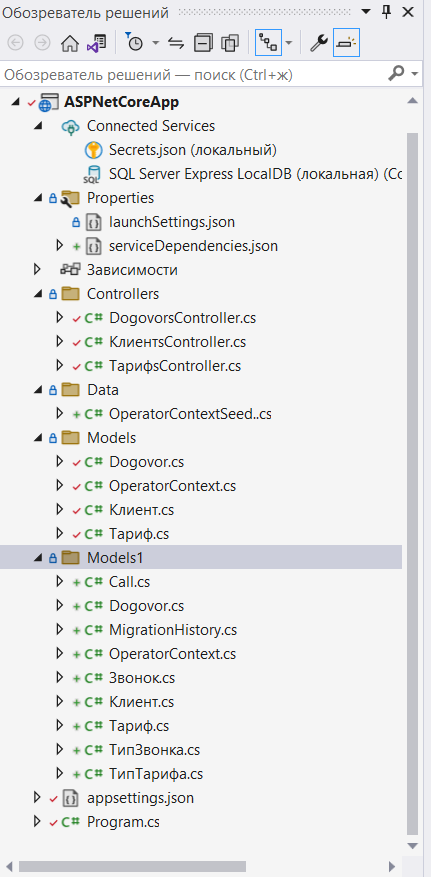 Обозреватель решений
Обозреватель решений — поиск (Ctrl+ж)
ASPNetCoreApp
Connected Services
Secrets.json (локальный)
SQL Server Express LocalDB (локальная) (Co
Properties
launchSettings.json
serviceDependencies.json
Зависимости
Controllers
DogovorsController.cs
КлиентsController.cs
ТарифsController.cs
Data
OperatorContextSeed..cs
Models
Dogovor.cs
OperatorContext.cs
Клиент.cs
Тариф.cs
Models1
Call.cs
Dogovor.cs
MigrationHistory.cs
OperatorContext.cs
Звонок.cs
Клиент.cs
Тариф.cs
ТипЗвонка.cs
ТипТарифа.cs
appsettings.json
Program.cs